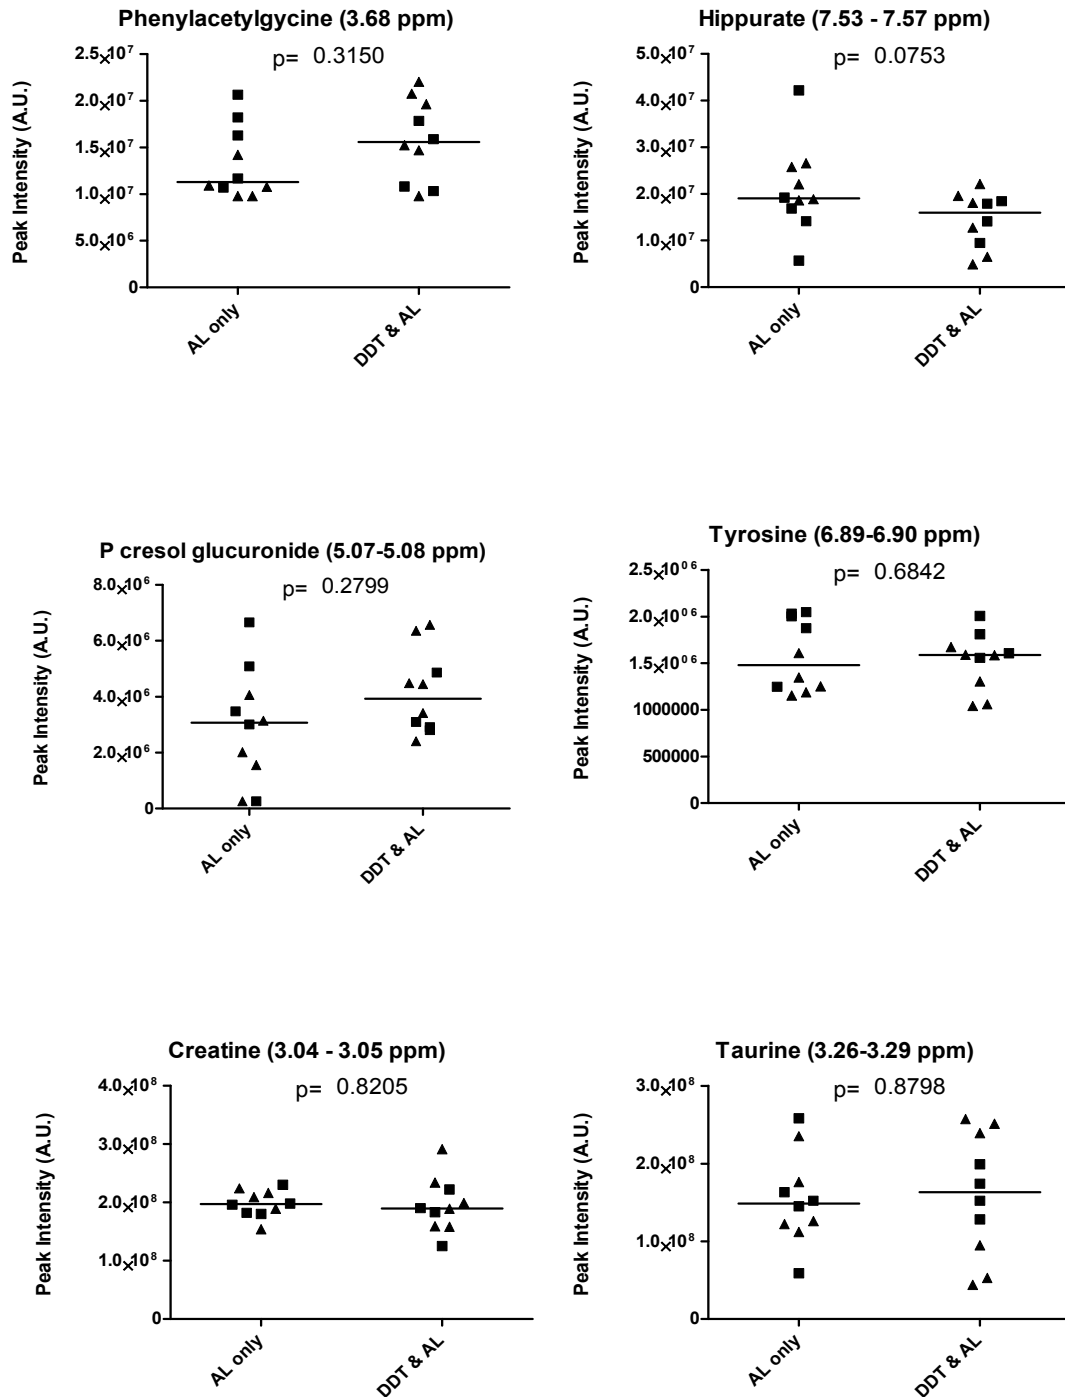 Phenylacetylgycine (3.68 ppm)
p= 0.3150
Peak Intensity (A.U.)
2.5×10⁷
2.0×10⁷
1.5×10⁷
1.0×10⁷
5.0×10⁶
0
AL only
DDT & AL
Hippurate (7.53 - 7.57 ppm)
p= 0.0753
Peak Intensity (A.U.)
5.0×10⁷
4.0×10⁷
3.0×10⁷
2.0×10⁷
1.0×10⁷
0
AL only
DDT & AL
P cresol glucuronide (5.07-5.08 ppm)
p= 0.2799
Peak Intensity (A.U.)
8.0×10⁶
6.0×10⁶
4.0×10⁶
2.0×10⁶
0
AL only
DDT & AL
Tyrosine (6.89-6.90 ppm)
p= 0.6842
Peak Intensity (A.U.)
2.5×10⁰⁶
2.0×10⁰⁶
1.5×10⁰⁶
1000000
500000
0
AL only
DDT & AL
Creatine (3.04 - 3.05 ppm)
p= 0.8205
Peak Intensity (A.U.)
4.0×10⁸
3.0×10⁸
2.0×10⁸
1.0×10⁸
0
AL only
DDT & AL
Taurine (3.26-3.29 ppm)
p= 0.8798
Peak Intensity (A.U.)
3.0×10⁸
2.0×10⁸
1.0×10⁸
0
AL only
DDT & AL